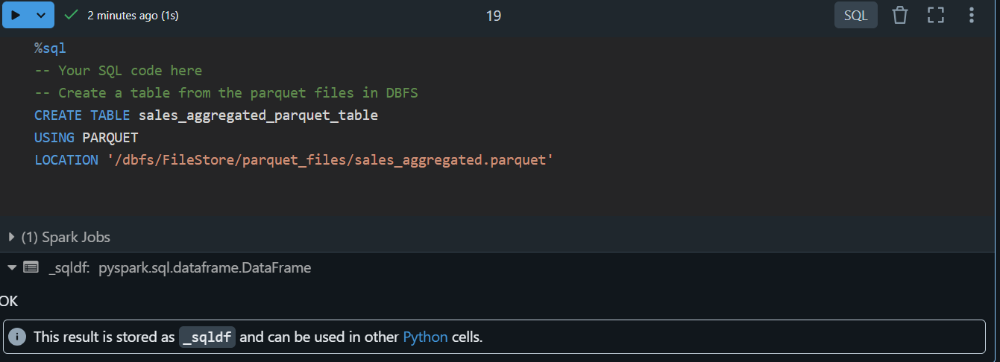 2 minutes ago (1s)
19
SQL
%sql
-- Your SQL code here
-- Create a table from the parquet files in DBFS
CREATE TABLE sales_aggregated_parquet_table
USING PARQUET
LOCATION '/dbfs/FileStore/parquet_files/sales_aggregated.parquet'
(1) Spark Jobs
_sqldf: pyspark.sql.dataframe.DataFrame
OK
This result is stored as _sqldf and can be used in other Python cells.